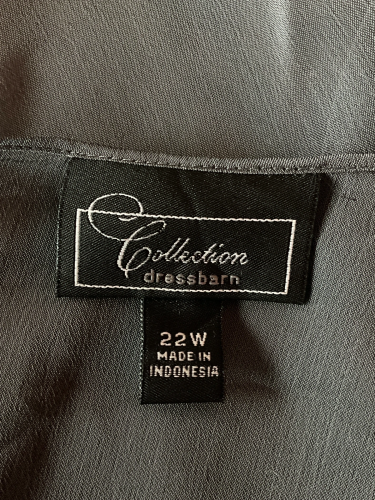 Collection
dressbarn
22W
MADE IN
INDONESIA